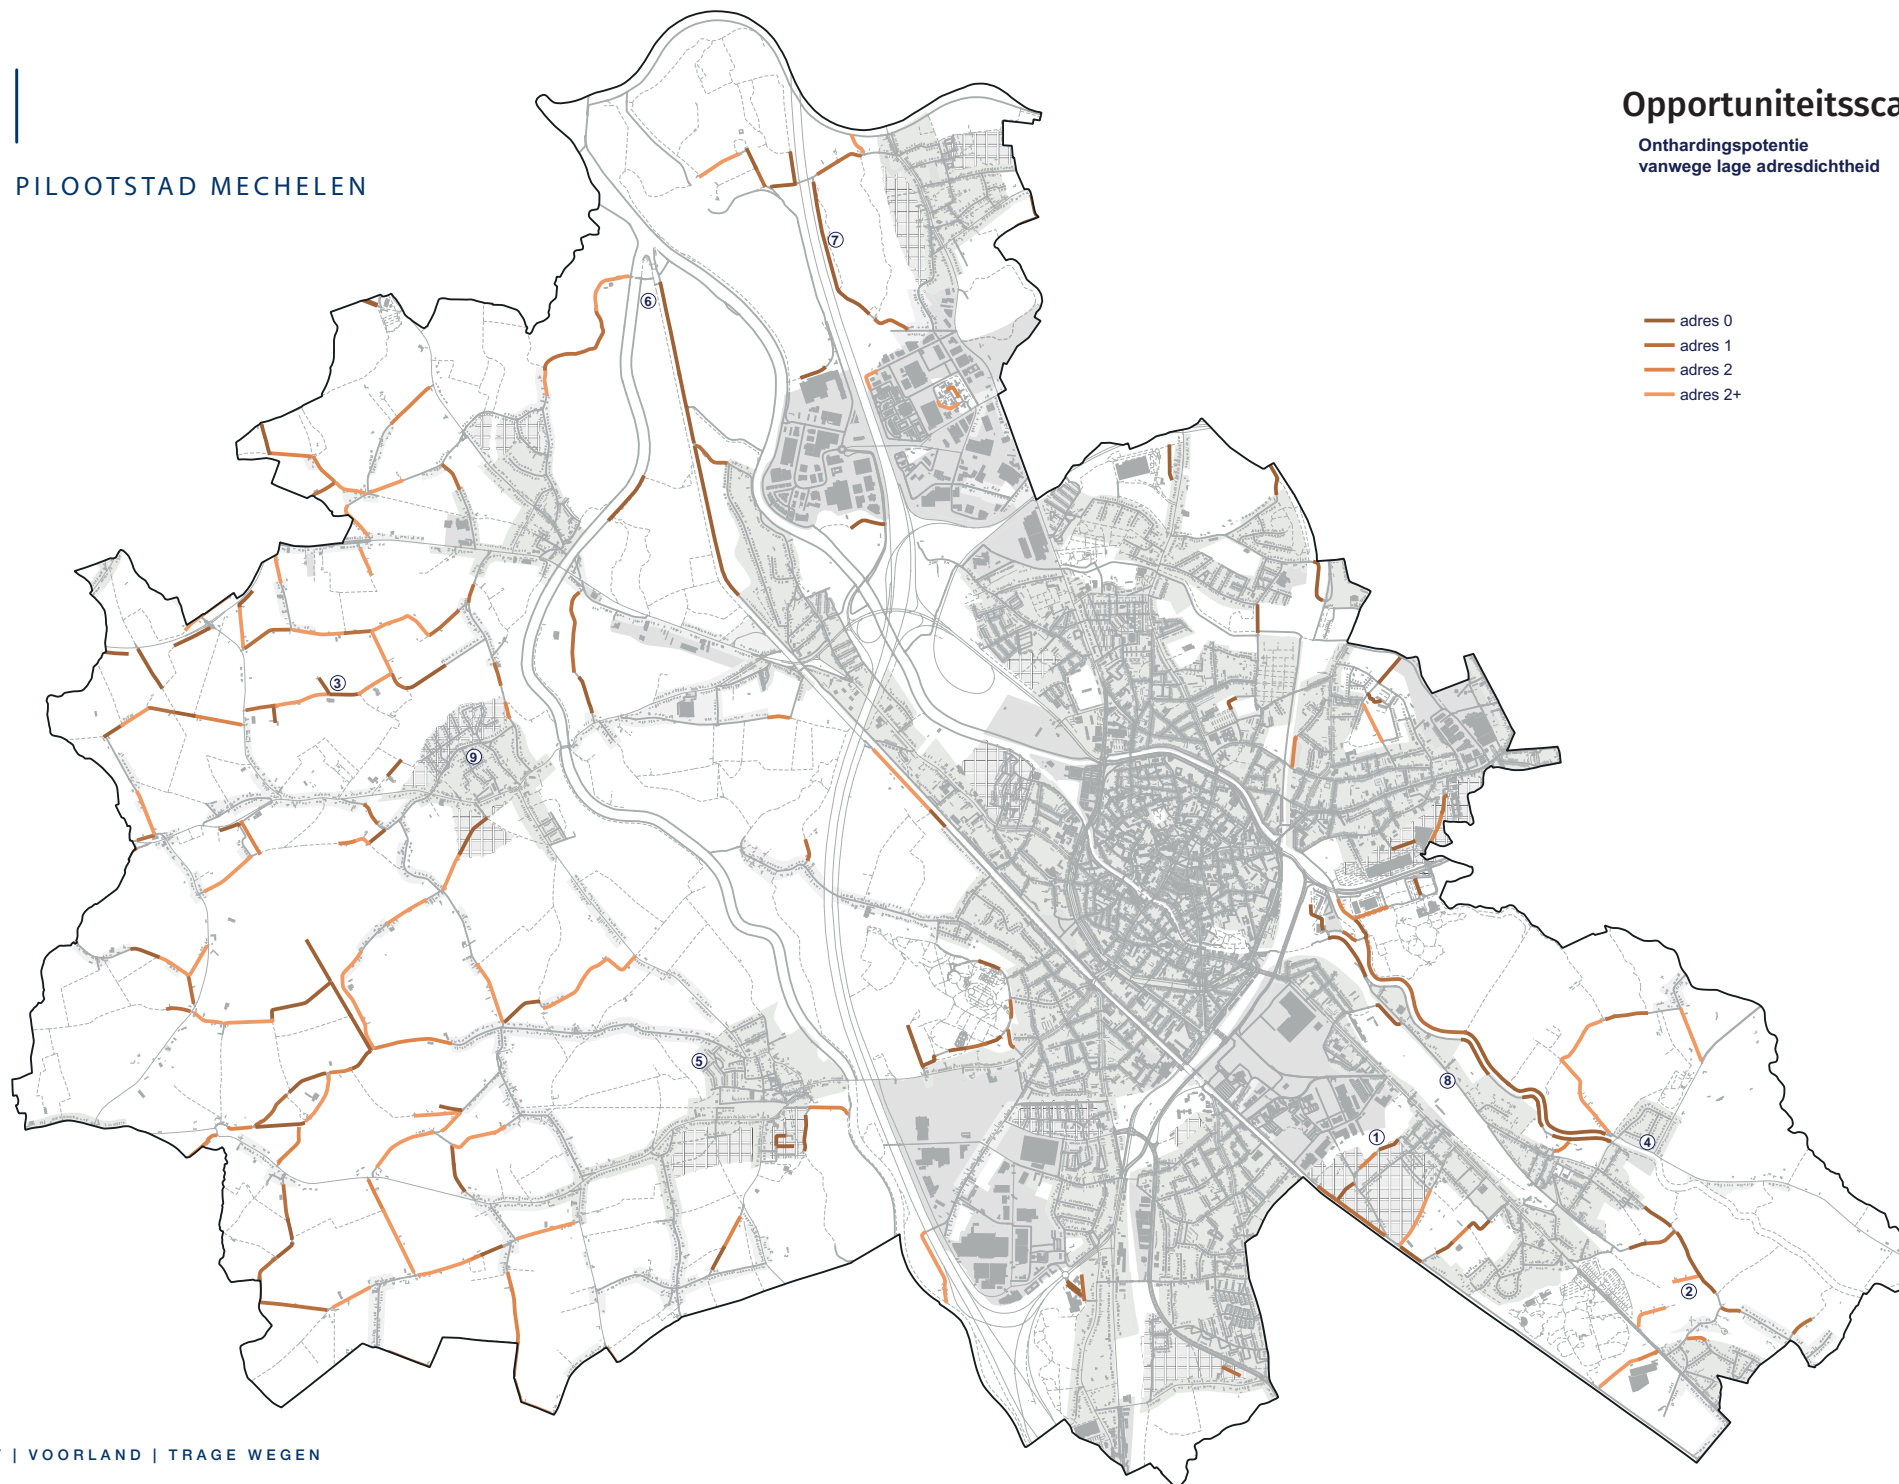 PILOOTSTAD MECHELEN
Opportuniteitssca
Onthardingspotentie
vanwege lage adresdichtheid
adres 0
adres 1
adres 2
adres 2+
7
6
3
9
5
8
1
4
2
| VOORLAND | TRAGE WEGEN